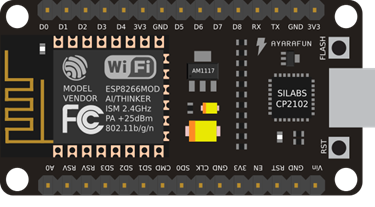 D0 D1 D2 D3 D4 3V3 GND D5 D6 D7 D8 RX TX GND 3V3
AYARAFUN
FLASH
WiFi
MODEL
VENDOR
ESP8266MOD
AI/THINKER
ISM 2.4GHz
PA +25dBm
802.11b/g/n
FCC
AM1117
SILABS
CP2102
RST
A0 RSV RSV SD3 SD2 SD1 CMD SD0 CLK GND 3V3 EN RST GND Vin